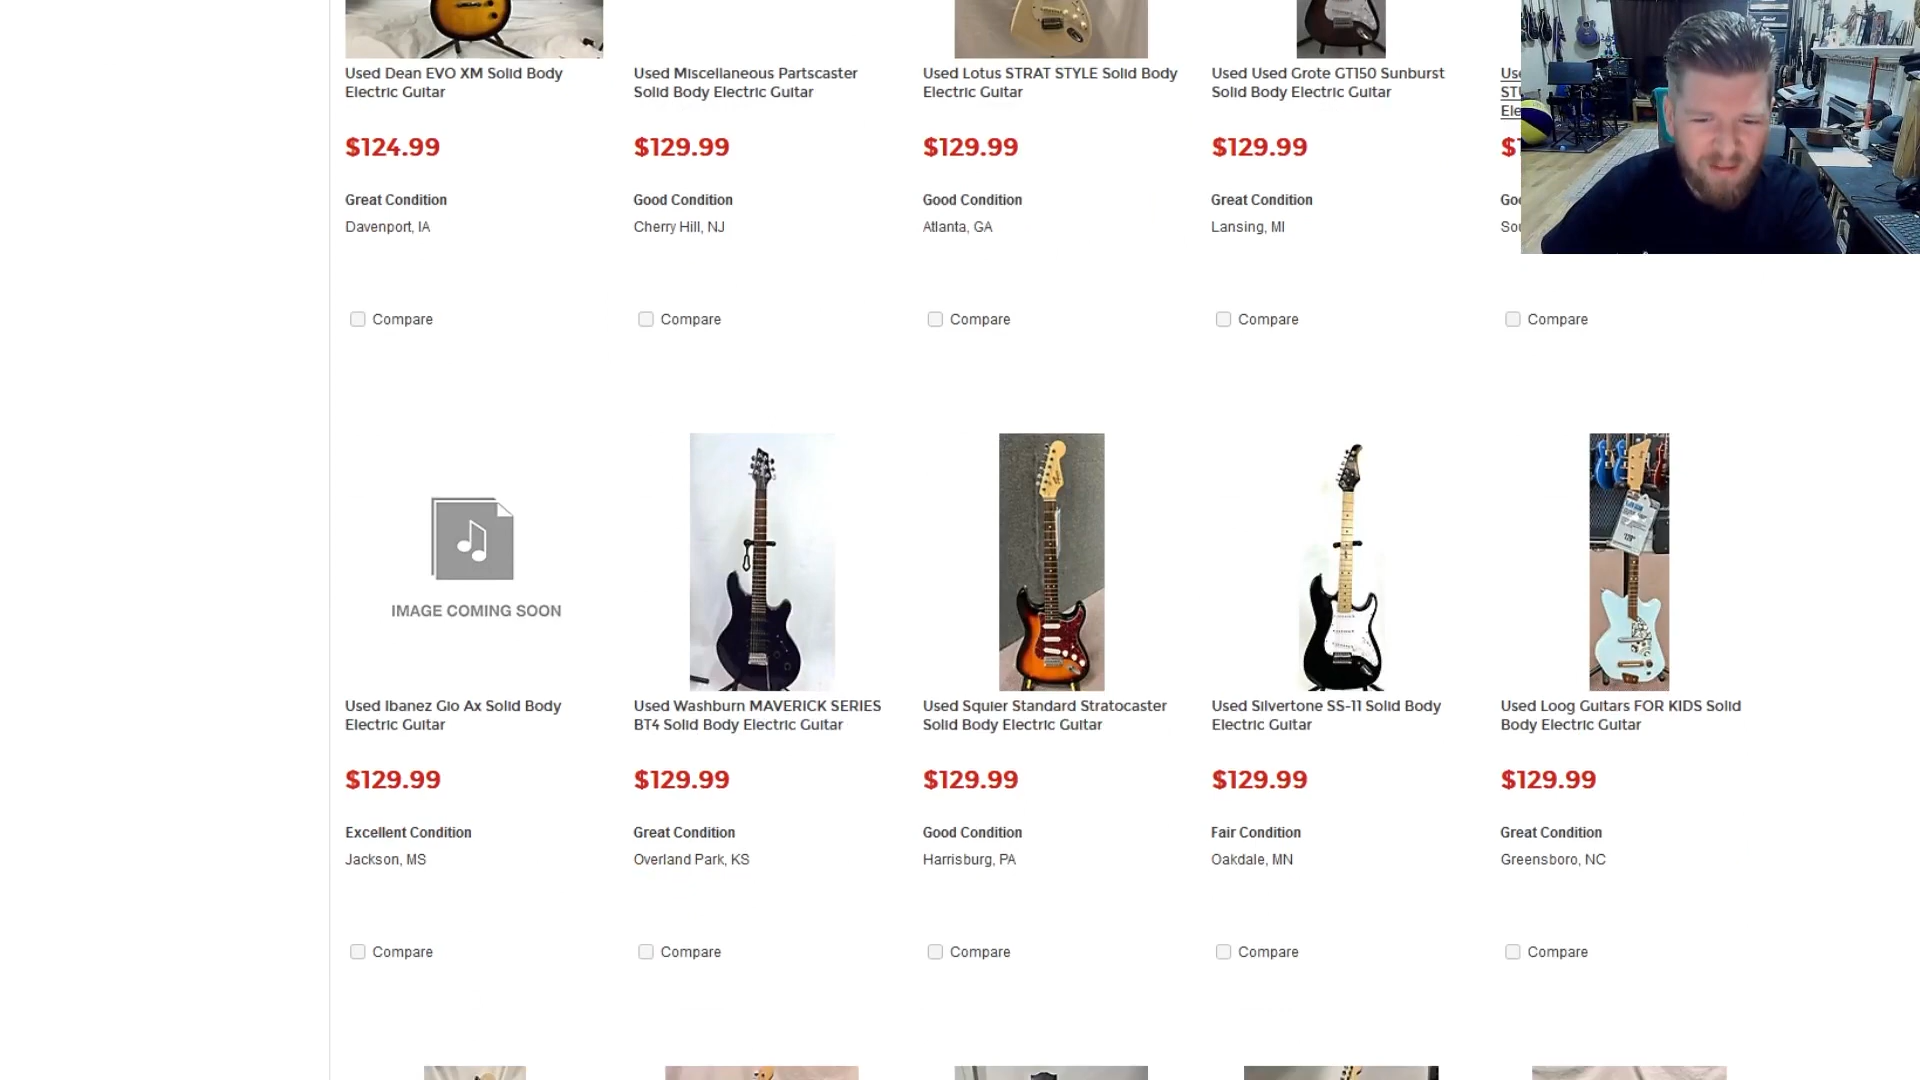 Used Dean EVO XM Solid Body
Electric Guitar
$124.99
Great Condition
Davenport, IA
Compare
Used Miscellaneous Partscaster
Solid Body Electric Guitar
$129.99
Good Condition
Cherry Hill, NJ
Compare
Used Lotus STRAT STYLE Solid Body
Electric Guitar
$129.99
Good Condition
Atlanta, GA
Compare
Used Used Grote GT150 Sunburst
Solid Body Electric Guitar
$129.99
Great Condition
Lansing, MI
Compare
Compare
IMAGE COMING SOON
Used Ibanez Gio Ax Solid Body
Electric Guitar
$129.99
Excellent Condition
Jackson, MS
Compare
Used Washburn MAVERICK SERIES
BT4 Solid Body Electric Guitar
$129.99
Great Condition
Overland Park, KS
Compare
Used Squier Standard Stratocaster
Solid Body Electric Guitar
$129.99
Good Condition
Harrisburg, PA
Compare
Used Silvertone SS-11 Solid Body
Electric Guitar
$129.99
Fair Condition
Oakdale, MN
Compare
Used Loog Guitars FOR KIDS Solid
Body Electric Guitar
$129.99
Great Condition
Greensboro, NC
Compare